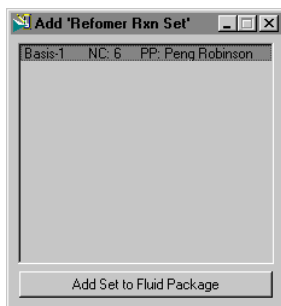 Add 'Refomer Rxn Set'
Basis-1 NC: 6 PP: Peng Robinson
Add Set to Fluid Package